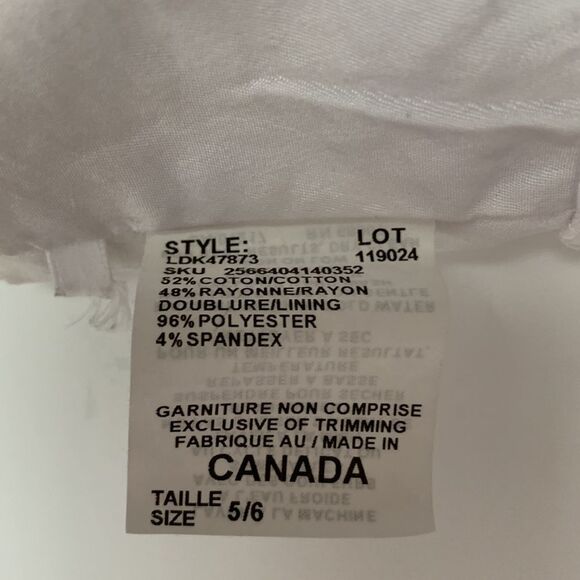 STYLE: LOT
LDK47873 119024
SKU 2566404140352
52% COTON/COTTON
48% RAYONNE/RAYON
DOUBLURE/LINING
96% POLYESTER
4% SPANDEX
GARNITURE NON COMPRISE
EXCLUSIVE OF TRIMMING
FABRIQUE AU / MADE IN
CANADA
TAILLE
SIZE 5/6